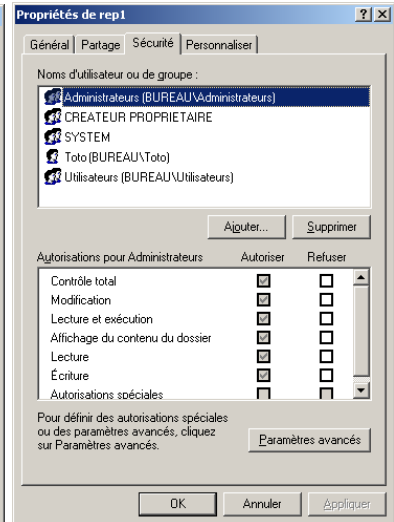 Propriétés de rep1
Général Partage Sécurité Personnaliser
Noms d'utilisateur ou de groupe :
Administrateurs (BUREAU\Administrateurs)
CREATEUR PROPRIETAIRE
SYSTEM
Toto (BUREAU\Toto)
Utilisateurs (BUREAU\Utilisateurs)
Ajouter... Supprimer
Autorisations pour Administrateurs Autoriser Refuser
Contrôle total
Modification
Lecture et exécution
Affichage du contenu du dossier
Lecture
Écriture
Autorisations spéciales
Pour définir des autorisations spéciales
ou des paramètres avancés, cliquez
sur Paramètres avancés.
Paramètres avancés
OK Annuler Appliquer